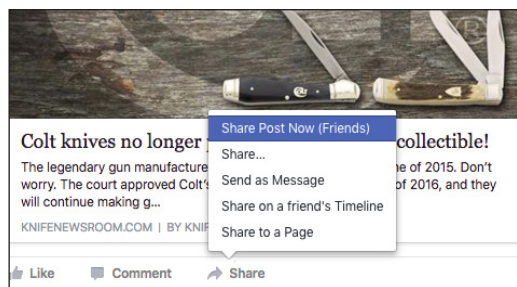 Colt knives no longer collectible!
The legendary gun manufacture ne of 2015. Don't
worry. The court approved Colt's of 2016, and they
will continue making g...
KNIFENEWSROOM.COM | BY KNIF
Share Post Now (Friends)
Share...
Send as Message
Share on a friend's Timeline
Share to a Page
Like Comment Share